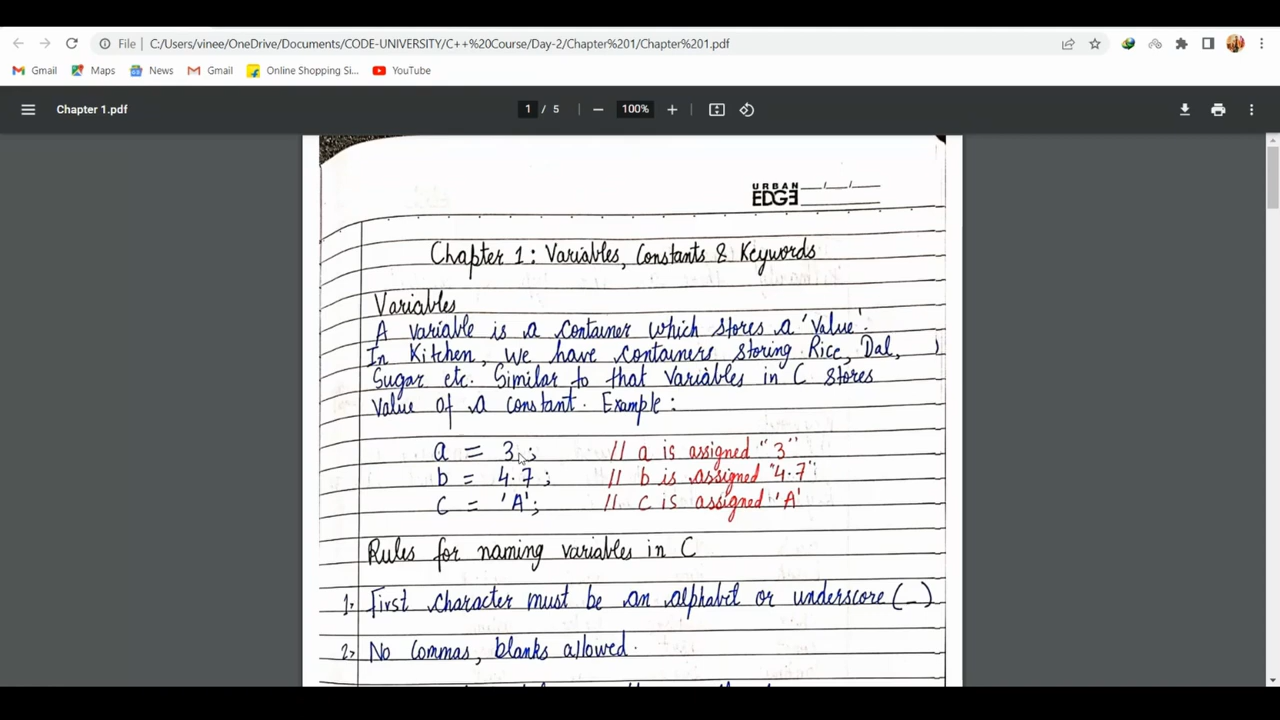 File
C:/Users/vinee/OneDrive/Documents/CODE-UNIVERSITY/C++%20Course/Day-2/Chapter%201/Chapter%201.pdf
Gmail
Maps
News
Gmail
Online Shopping Si...
YouTube
Chapter 1.pdf
1 / 5
100%
URBAN
EDGE
Chapter 1: Variables, Constants & Keywords
Variables
A variable is a container which stores a 'Value'.
In Kitchen, we have containers storing Rice, Dal,
Sugar etc. Similar to that Variables in C stores
Value of a constant. Example:
a = 3; // a is assigned "3"
b = 4.7; // b is assigned "4.7"
C = 'A'; // c is assigned 'A'
Rules for naming variables in C
1. First character must be an alphabet or underscore (_)
2. No commas, blanks allowed.